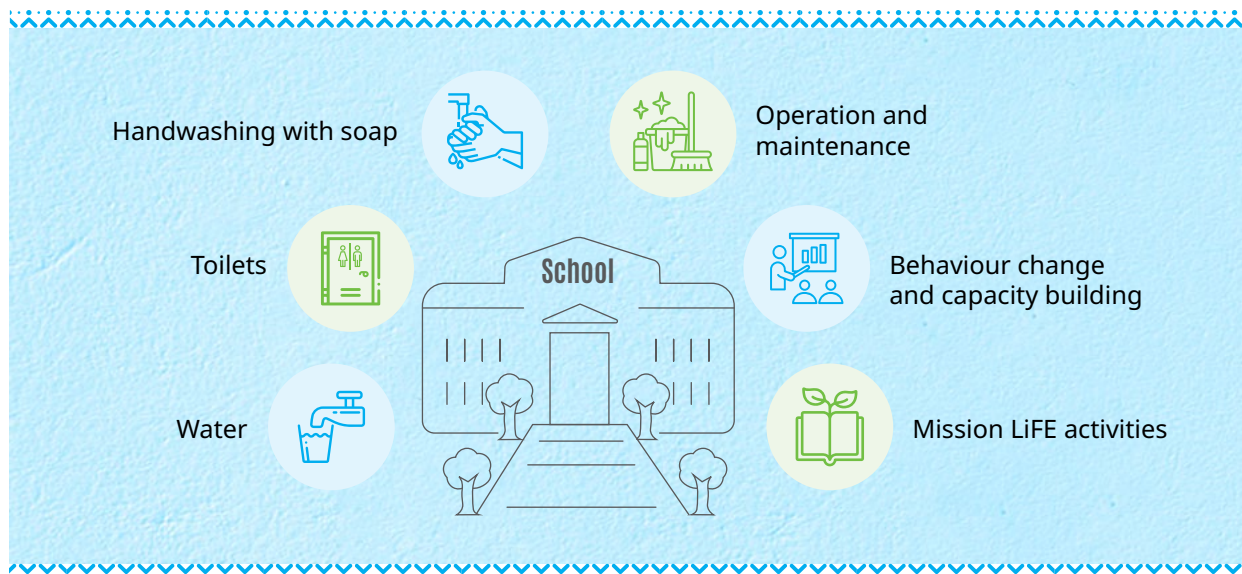 Handwashing with soap
Operation and
maintenance
Toilets
School
Behaviour change
and capacity building
Water
Mission LiFE activities